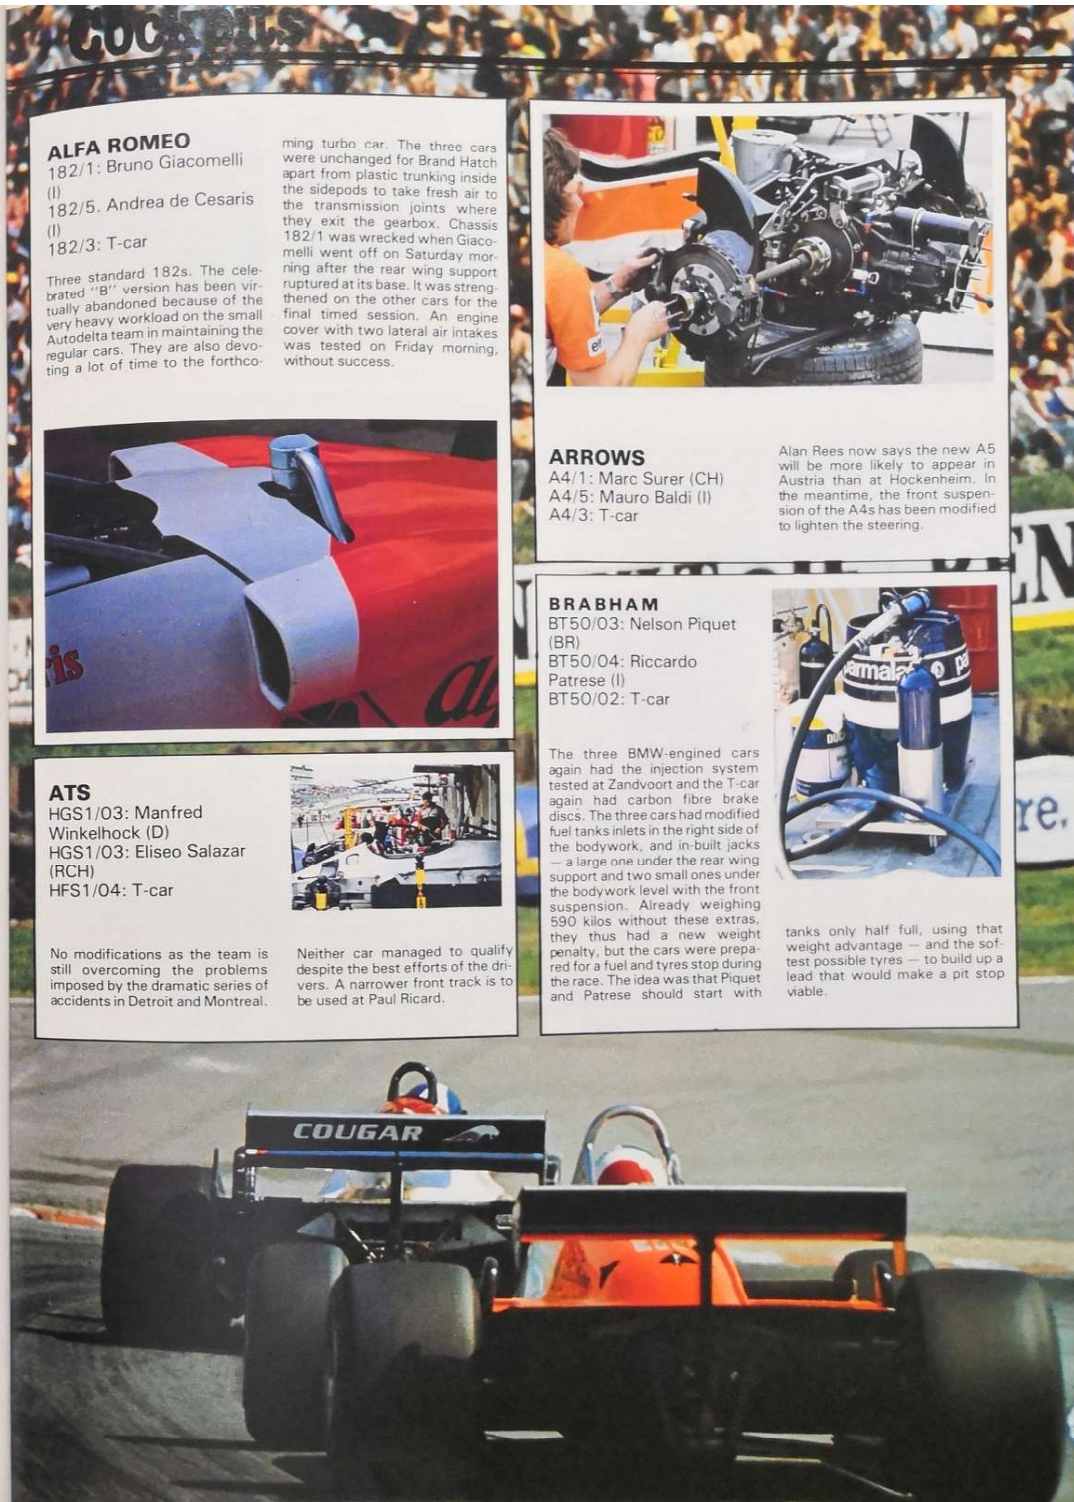 COCKPITS
ALFA ROMEO
182/1: Bruno Giacomelli
(I)
182/5. Andrea de Cesaris
(I)
182/3: T-car
Three standard 182s. The cele-
brated "B" version has been vir-
tually abandoned because of the
very heavy workload on the small
Autodelta team in maintaining the
regular cars. They are also devo-
ting a lot of time to the forthco-
ming turbo car. The three cars
were unchanged for Brand Hatch
apart from plastic trunking inside
the sidepods to take fresh air to
the transmission joints where
they exit the gearbox. Chassis
182/1 was wrecked when Giaco-
melli went off on Saturday mor-
ning after the rear wing support
ruptured at its base. It was streng-
thened on the other cars for the
final timed session. An engine
cover with two lateral air intakes
was tested on Friday morning,
without success.
ris
al
ATS
HGS1/03: Manfred
Winkelhock (D)
HGS1/03: Eliseo Salazar
(RCH)
HFS1/04: T-car
No modifications as the team is
still overcoming the problems
imposed by the dramatic series of
accidents in Detroit and Montreal.
Neither car managed to qualify
despite the best efforts of the dri-
vers. A narrower front track is to
be used at Paul Ricard.
elf
ARROWS
A4/1: Marc Surer (CH)
A4/5: Mauro Baldi (I)
A4/3: T-car
Alan Rees now says the new A5
will be more likely to appear in
Austria than at Hockenheim. In
the meantime, the front suspen-
sion of the A4s has been modified
to lighten the steering.
EN
BRABHAM
BT50/03: Nelson Piquet
(BR)
BT50/04: Riccardo
Patrese (I)
BT50/02: T-car
parmala
pa
The three BMW-engined cars
again had the injection system
tested at Zandvoort and the T-car
again had carbon fibre brake
discs. The three cars had modified
fuel tanks inlets in the right side of
the bodywork, and in-built jacks
— a large one under the rear wing
support and two small ones under
the bodywork level with the front
suspension. Already weighing
590 kilos without these extras,
they thus had a new weight
penalty, but the cars were prepa-
red for a fuel and tyres stop during
the race. The idea was that Piquet
and Patrese should start with
tanks only half full, using that
weight advantage — and the sof-
test possible tyres — to build up a
lead that would make a pit stop
viable.
re.
COUGAR